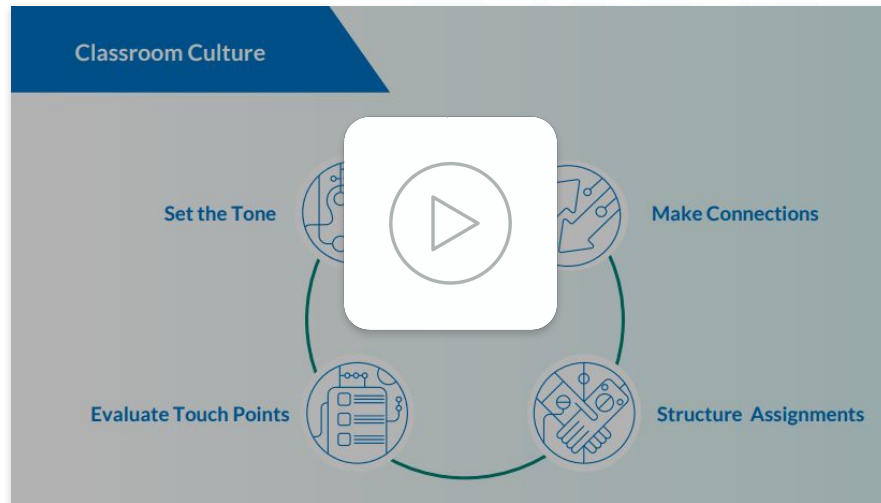 Classroom Culture
Set the Tone
Make Connections
Evaluate Touch Points
Structure Assignments